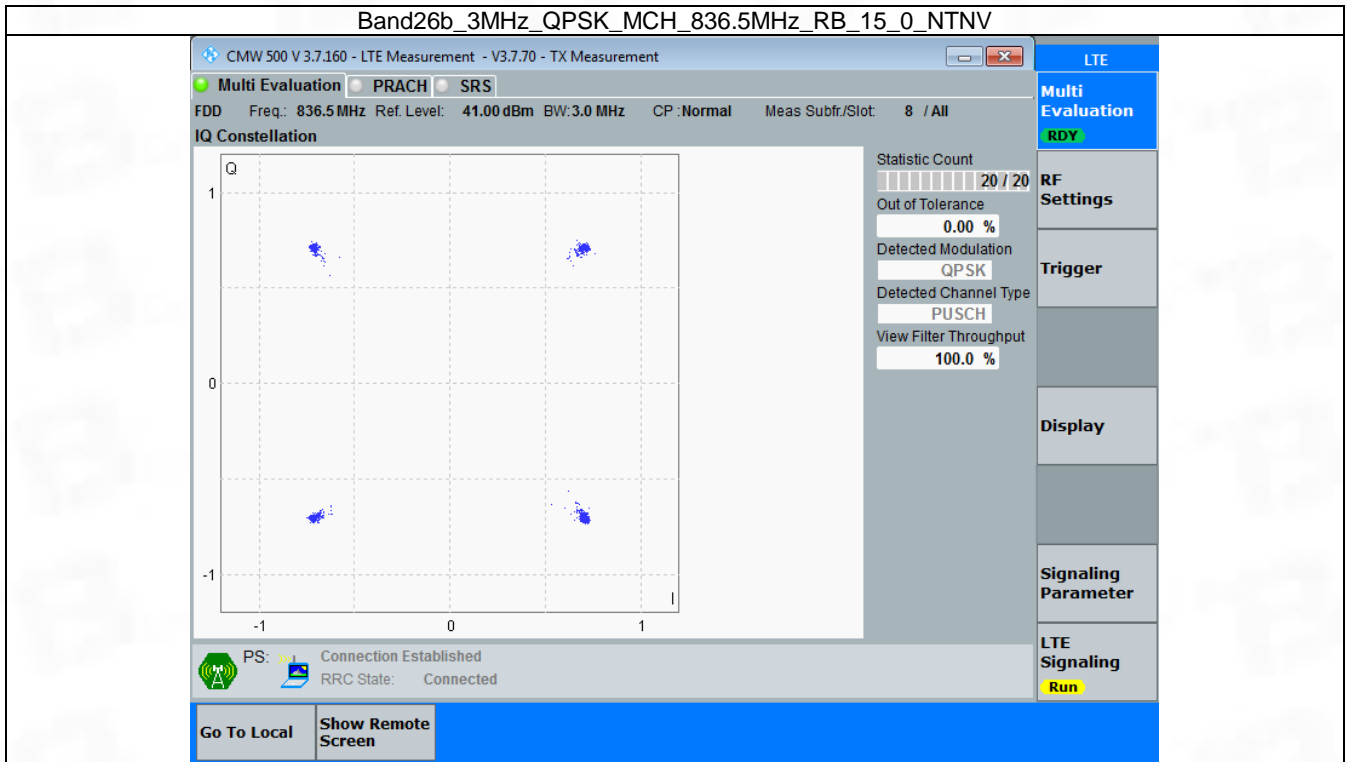 Band26b_3MHz_QPSK_MCH_836.5MHz_RB_15_0_NTNV
CMW 500 V 3.7.160 - LTE Measurement - V3.7.70 - TX Measurement
LTE
Multi Evaluation PRACH SRS
FDD Freq.: 836.5 MHz Ref. Level: 41.00 dBm BW: 3.0 MHz CP : Normal Meas Subfr./Slot: 8 / All
IQ Constellation
Q
1
0
-1
I
-1 0 1
Statistic Count
20 / 20
Out of Tolerance
0.00 %
Detected Modulation
QPSK
Detected Channel Type
PUSCH
View Filter Throughput
100.0 %
Multi
Evaluation
RDY
RF
Settings
Trigger
Display
Signaling
Parameter
LTE
Signaling
Run
PS: Connection Established
RRC State: Connected
Go To Local
Show Remote
Screen